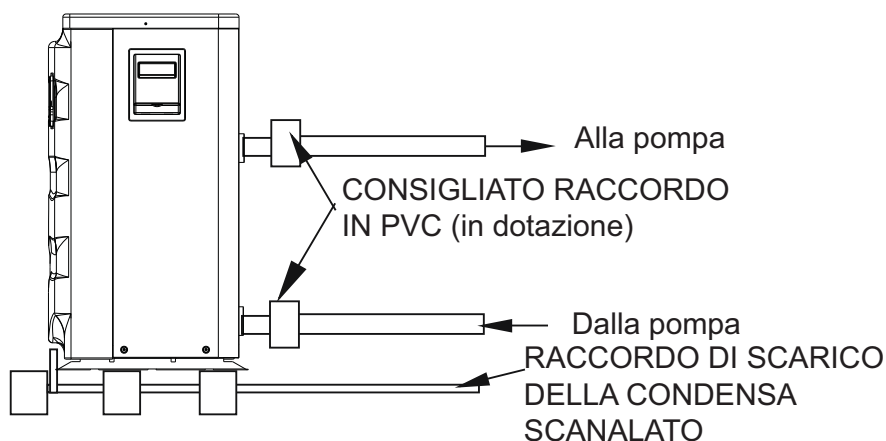 Alla pompa
CONSIGLIATO RACCORDO
IN PVC (in dotazione)
Dalla pompa
RACCORDO DI SCARICO
DELLA CONDENSA
SCANALATO